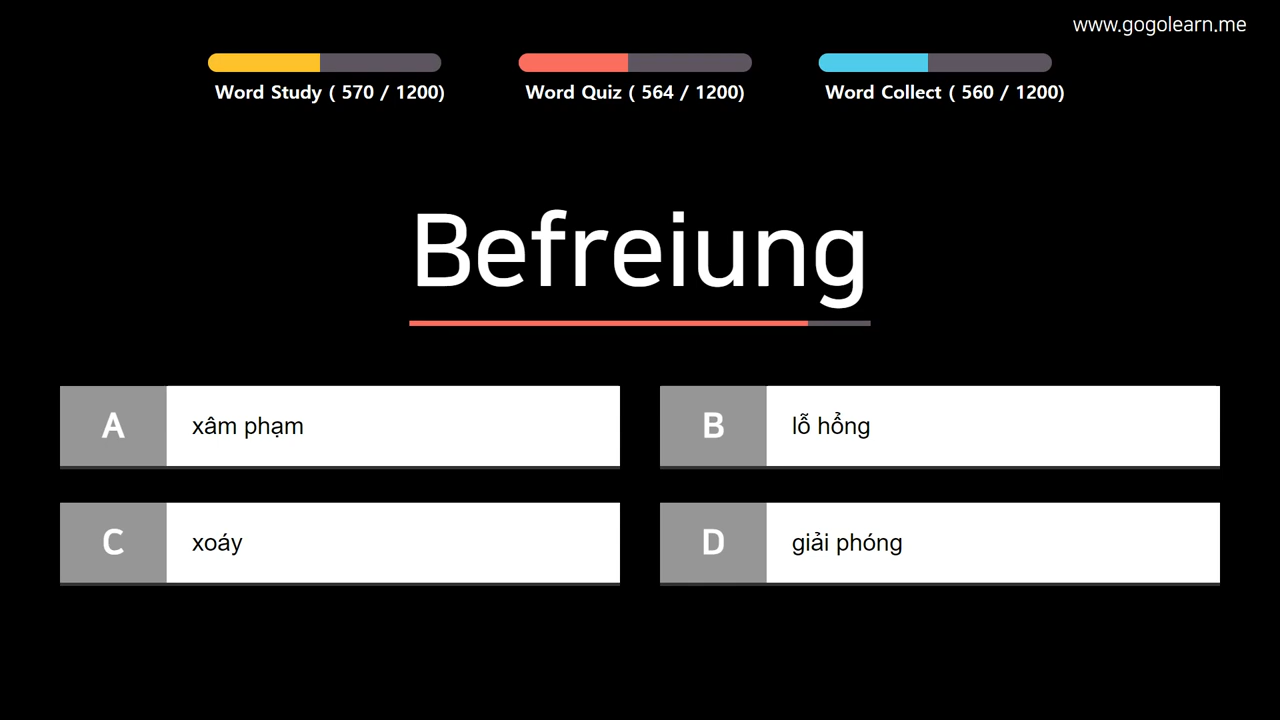 www.gogolearn.me
Word Study ( 570 / 1200)
Word Quiz ( 564 / 1200)
Word Collect ( 560 / 1200)
Befreiung
A xâm phạm
B lỗ hổng
C xoáy
D giải phóng